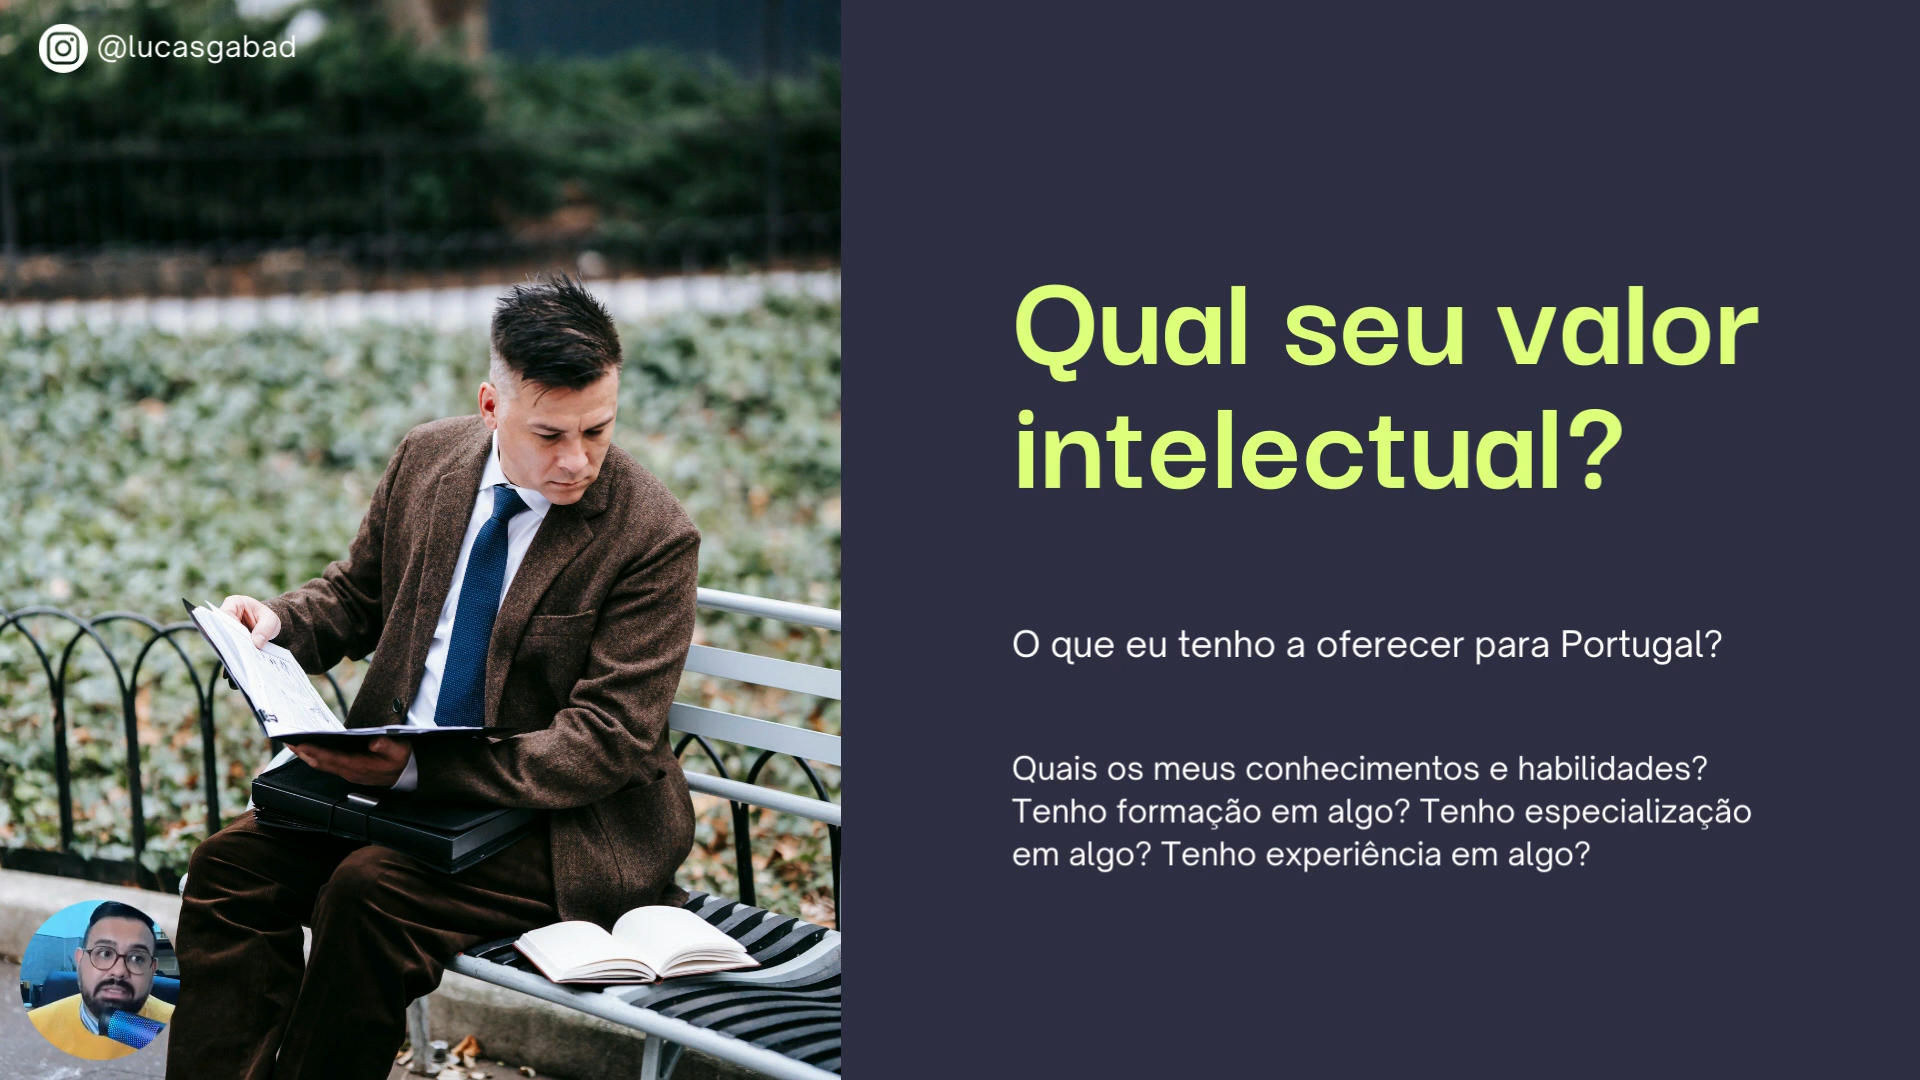 @lucasgabad
Qual seu valor
intelectual?
O que eu tenho a oferecer para Portugal?
Quais os meus conhecimentos e habilidades?
Tenho formação em algo? Tenho especialização
em algo? Tenho experiência em algo?